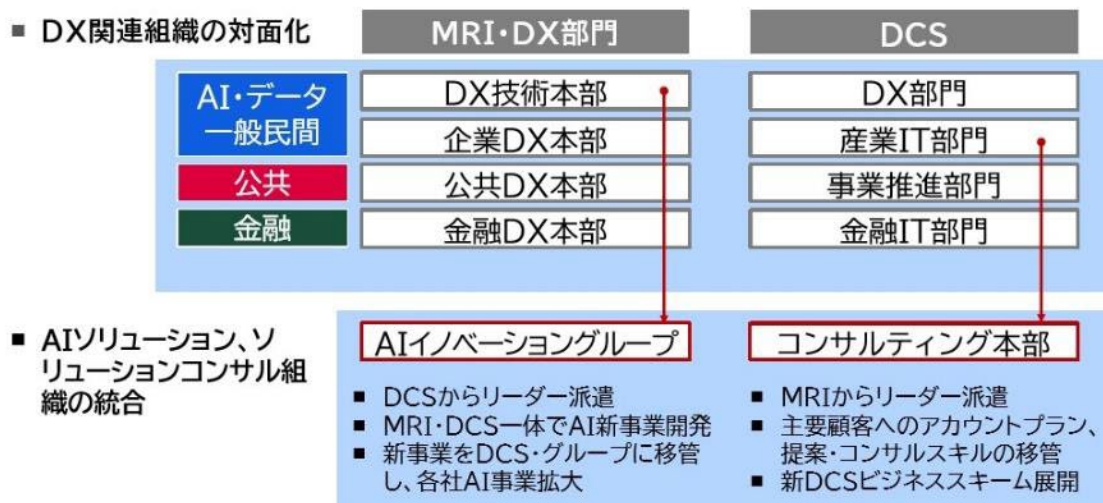 ■ DX関連組織の対面化
MRI・DX部門
DCS
AI・データ
一般民間
DX技術本部
DX部門
企業DX本部
産業IT部門
公共
公共DX本部
事業推進部門
金融
金融DX本部
金融IT部門
■ AIソリューション、ソ
リューションコンサル組
織の統合
AIイノベーショングループ
■ DCSからリーダー派遣
■ MRI・DCS一体でAI新事業開発
■ 新事業をDCS・グループに移管
し、各社AI事業拡大
コンサルティング本部
■ MRIからリーダー派遣
■ 主要顧客へのアカウントプラン、
提案・コンサルスキルの移管
■ 新DCSビジネススキーム展開